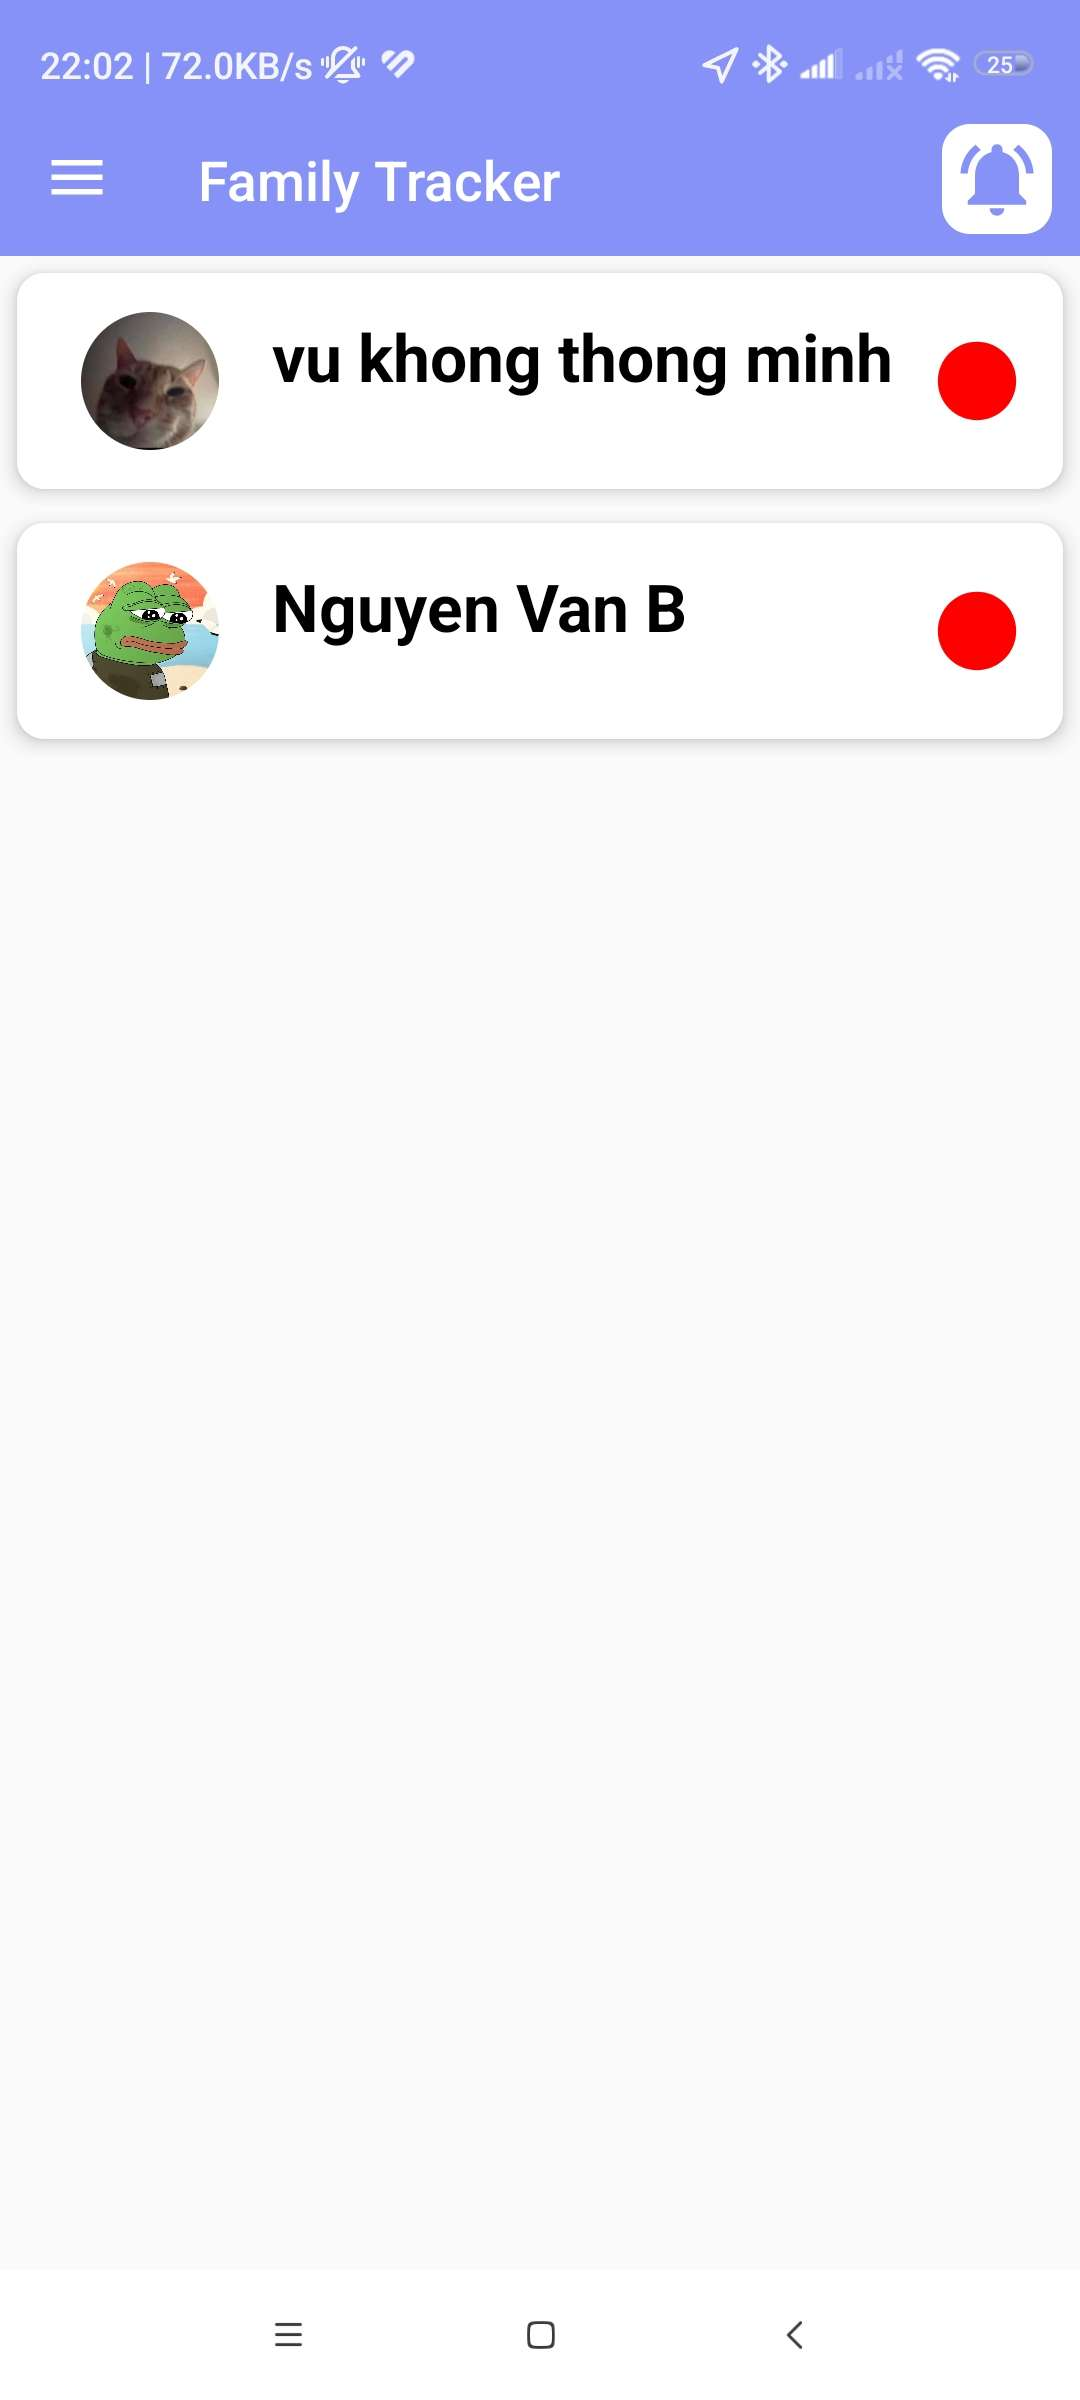 22:02 | 72.0KB/s 25
Family Tracker
vu khong thong minh
Nguyen Van B